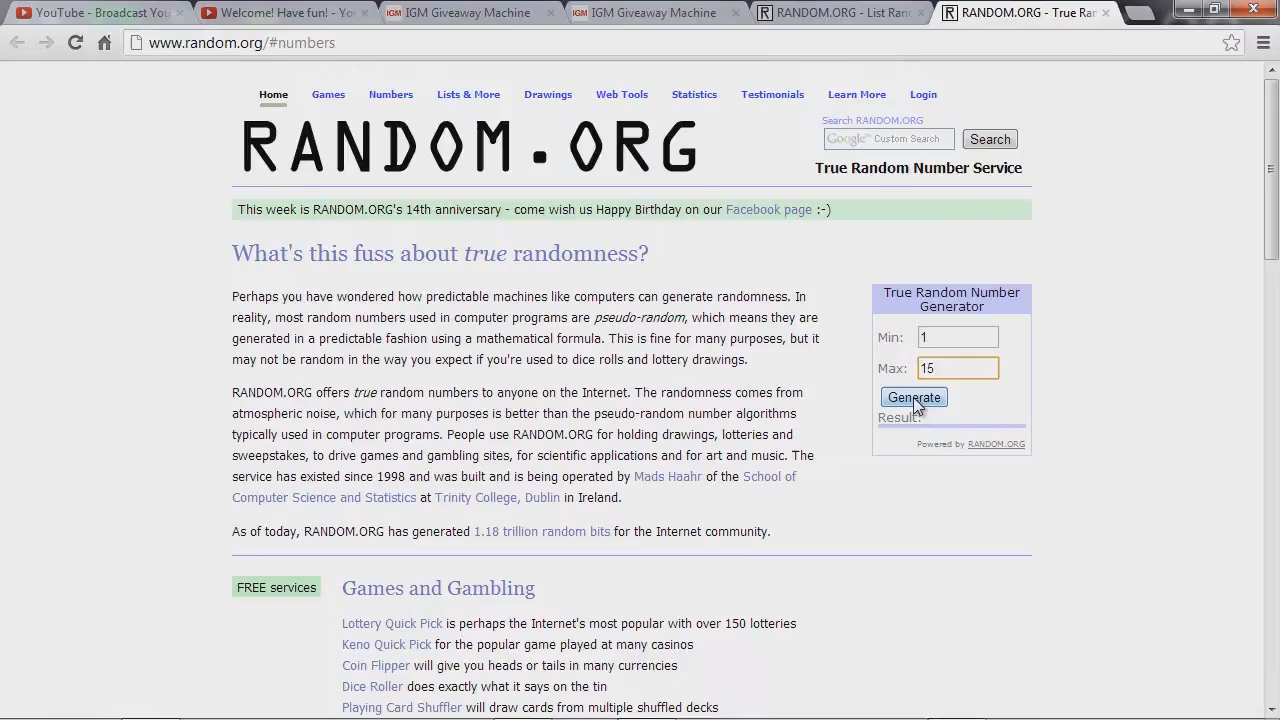 YouTube - Broadcast You
Welcome! Have fun! - Yo
IGM Giveaway Machine
IGM Giveaway Machine
RANDOM.ORG - List Ran
RANDOM.ORG - True Ran
www.random.org/#numbers
Home Games Numbers Lists & More Drawings Web Tools Statistics Testimonials Learn More Login
RANDOM.ORG
Search RANDOM.ORG
Google™ Custom Search Search
True Random Number Service
This week is RANDOM.ORG's 14th anniversary - come wish us Happy Birthday on our Facebook page :-)
What's this fuss about true randomness?
Perhaps you have wondered how predictable machines like computers can generate randomness. In
reality, most random numbers used in computer programs are pseudo-random, which means they are
generated in a predictable fashion using a mathematical formula. This is fine for many purposes, but it
may not be random in the way you expect if you're used to dice rolls and lottery drawings.
RANDOM.ORG offers true random numbers to anyone on the Internet. The randomness comes from
atmospheric noise, which for many purposes is better than the pseudo-random number algorithms
typically used in computer programs. People use RANDOM.ORG for holding drawings, lotteries and
sweepstakes, to drive games and gambling sites, for scientific applications and for art and music. The
service has existed since 1998 and was built and is being operated by Mads Haahr of the School of
Computer Science and Statistics at Trinity College, Dublin in Ireland.
As of today, RANDOM.ORG has generated 1.18 trillion random bits for the Internet community.
True Random Number
Generator
Min: 1
Max: 15
Generate
Result:
Powered by RANDOM.ORG
FREE services
Games and Gambling
Lottery Quick Pick is perhaps the Internet's most popular with over 150 lotteries
Keno Quick Pick for the popular game played at many casinos
Coin Flipper will give you heads or tails in many currencies
Dice Roller does exactly what it says on the tin
Playing Card Shuffler will draw cards from multiple shuffled decks